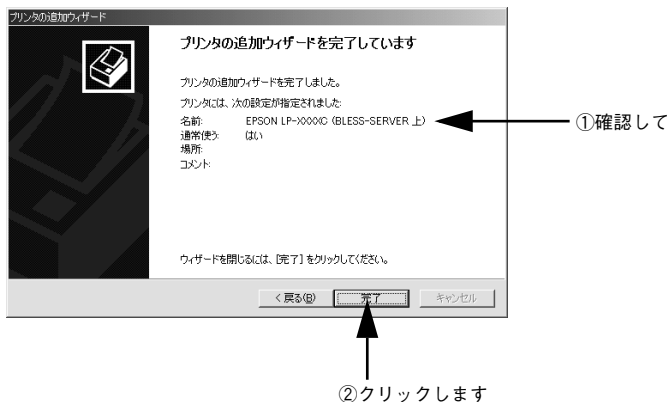 プリンタの追加ウィザード
プリンタの追加ウィザードを完了しています
プリンタの追加ウィザードを完了しました。
プリンタには、次の設定が指定されました:
名前: EPSON LP-XXXXC (BLESS-SERVER 上)
①確認して
通常使う: はい
場所:
コメント:
ウィザードを閉じるには、[完了] をクリックしてください。
< 戻る(B) 完了 キャンセル
②クリックします